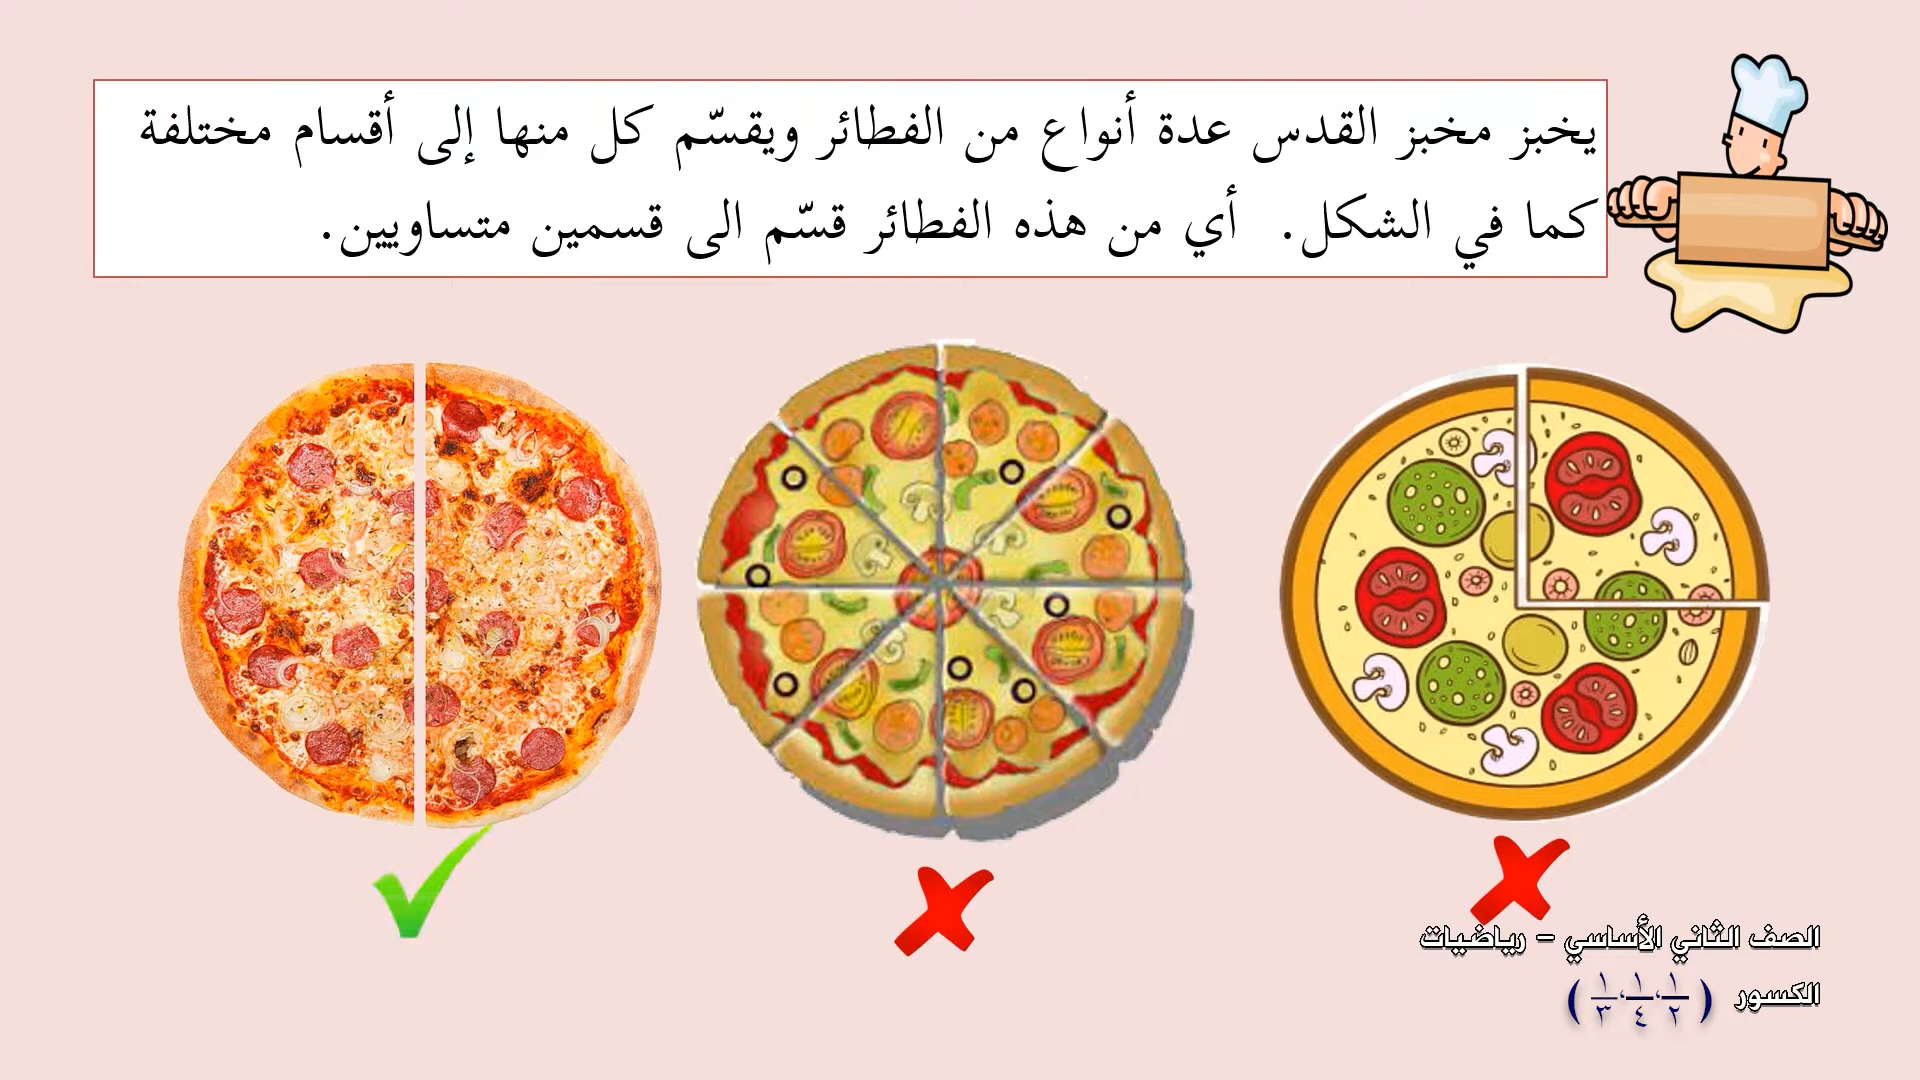 يخبز مخبز القدس عدة أنواع من الفطائر ويقسّم كل منها إلى أقسام مختلفة
كما في الشكل. أي من هذه الفطائر قسّم الى قسمين متساويين.
الصف الثاني الأساسي - رياضيات
الكسور ( ١/٢، ١/٤، ١/٣ )